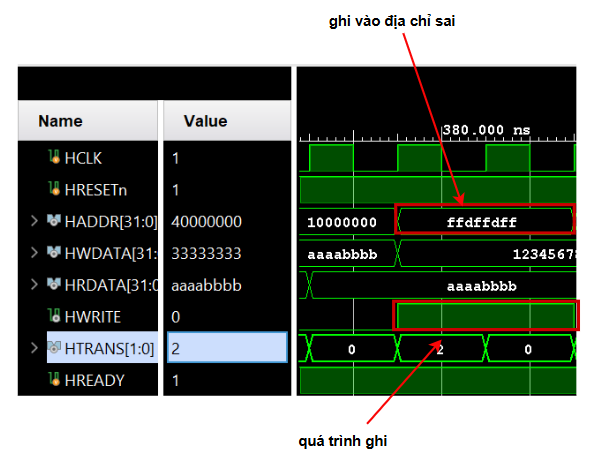 ghi vào địa chỉ sai
Name Value
380.000 ns
HCLK 1
HRESETn 1
HADDR[31:0] 40000000 10000000 ffdffdff
HWDATA[31: 33333333 aaaabbbb 12345678
HRDATA[31:0 aaaabbbb aaaabbbb
HWRITE 0
HTRANS[1:0] 2 0 2 0
HREADY 1
quá trình ghi